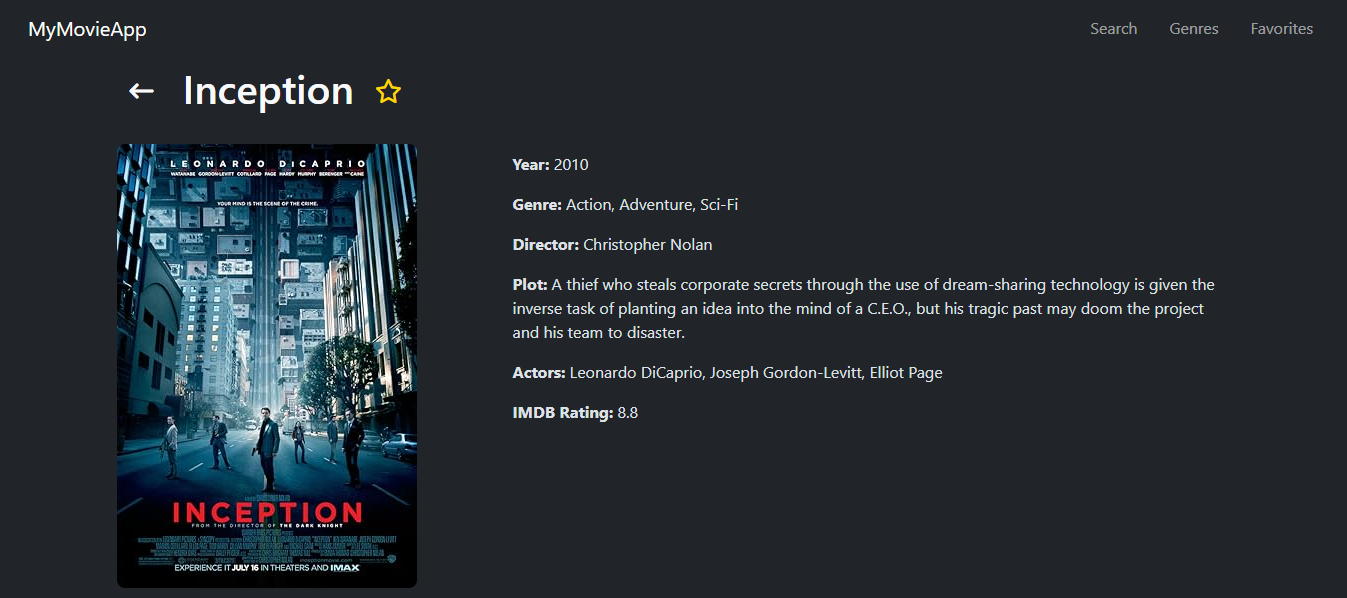 MyMovieApp
Search
Genres
Favorites
Inception
LEONARDO DICAPRIO
WATANABE GORDON-LEVITT COTILLARD PAGE HARDY MURPHY BERENGER AND CAINE
YOUR MIND IS THE SCENE OF THE CRIME.
INCEPTION
FROM THE DIRECTOR OF THE DARK KNIGHT
EXPERIENCE IT JULY 16 IN THEATERS AND IMAX
Year: 2010
Genre: Action, Adventure, Sci-Fi
Director: Christopher Nolan
Plot: A thief who steals corporate secrets through the use of dream-sharing technology is given the
inverse task of planting an idea into the mind of a C.E.O., but his tragic past may doom the project
and his team to disaster.
Actors: Leonardo DiCaprio, Joseph Gordon-Levitt, Elliot Page
IMDB Rating: 8.8